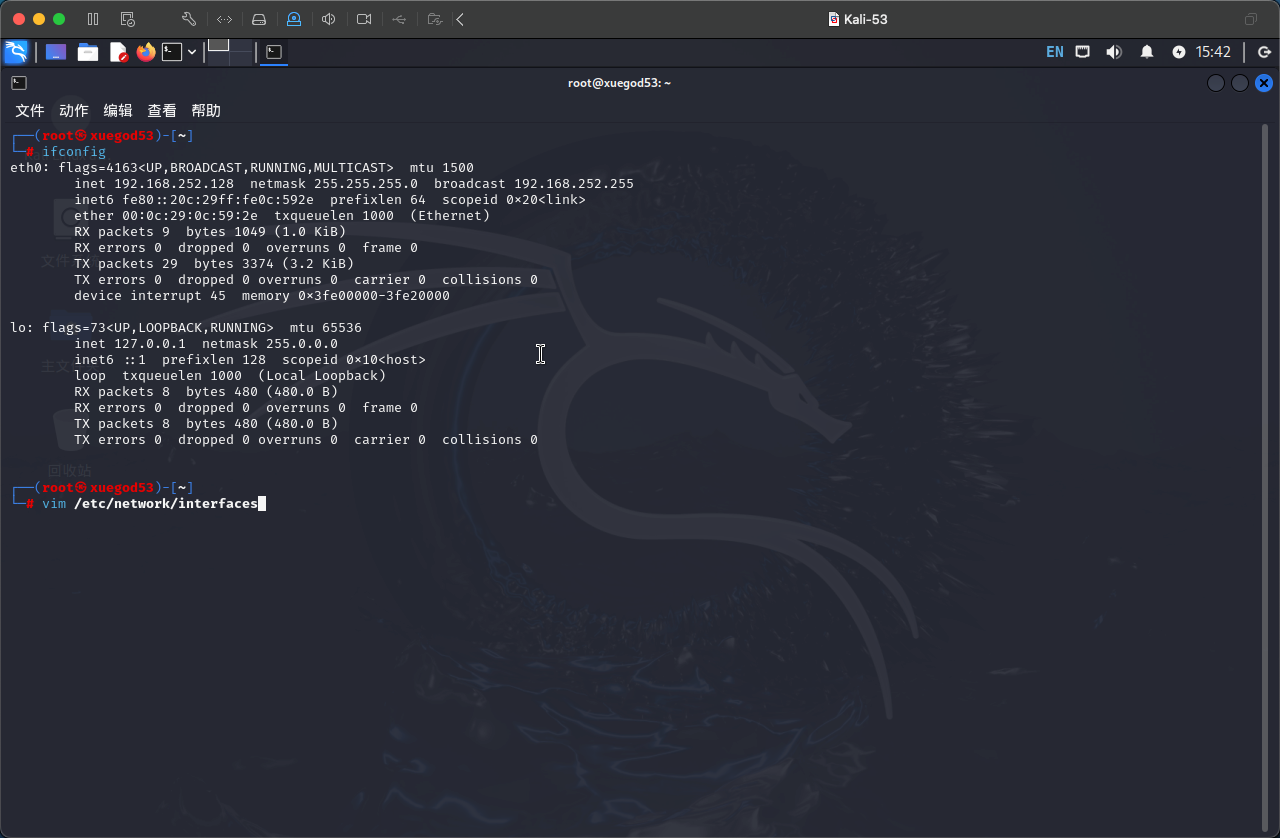 Kali-53
EN
15:42
root@xuegod53: ~
文件 动作 编辑 查看 帮助
┌──(root㉿xuegod53)-[~]
└─# ifconfig
eth0: flags=4163<UP,BROADCAST,RUNNING,MULTICAST>  mtu 1500
        inet 192.168.252.128  netmask 255.255.255.0  broadcast 192.168.252.255
        inet6 fe80::20c:29ff:fe0c:592e  prefixlen 64  scopeid 0×20<link>
        ether 00:0c:29:0c:59:2e  txqueuelen 1000  (Ethernet)
        RX packets 9  bytes 1049 (1.0 KiB)
        RX errors 0  dropped 0  overruns 0  frame 0
        TX packets 29  bytes 3374 (3.2 KiB)
        TX errors 0  dropped 0 overruns 0  carrier 0  collisions 0
        device interrupt 45  memory 0×3fe00000-3fe20000
lo: flags=73<UP,LOOPBACK,RUNNING>  mtu 65536
        inet 127.0.0.1  netmask 255.0.0.0
        inet6 ::1  prefixlen 128  scopeid 0×10<host>
        loop  txqueuelen 1000  (Local Loopback)
        RX packets 8  bytes 480 (480.0 B)
        RX errors 0  dropped 0  overruns 0  frame 0
        TX packets 8  bytes 480 (480.0 B)
        TX errors 0  dropped 0 overruns 0  carrier 0  collisions 0
回收站
┌──(root㉿xuegod53)-[~]
└─# vim /etc/network/interfaces